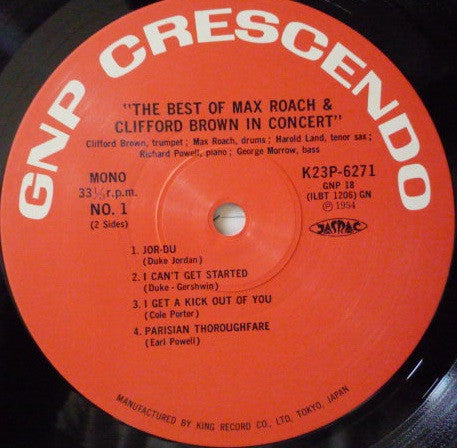 GNP CRESCENDO
"THE BEST OF MAX ROACH &
CLIFFORD BROWN IN CONCERT"
Clifford Brown, trumpet ; Max Roach, drums ; Harold Land, tenor sax ;
Richard Powell, piano ; George Morrow, bass
MONO
33 1/3 r.p.m.
NO. 1
(2 Sides)
K23P-6271
GNP 18
(ILBT 1206) GN
Ⓟ 1954
JASRAC
1. JOR-DU
(Duke Jordan)
2. I CAN'T GET STARTED
(Duke - Gershwin)
3. I GET A KICK OUT OF YOU
(Cole Porter)
4. PARISIAN THOROUGHFARE
(Earl Powell)
MANUFACTURED BY KING RECORD CO., LTD, TOKYO, JAPAN